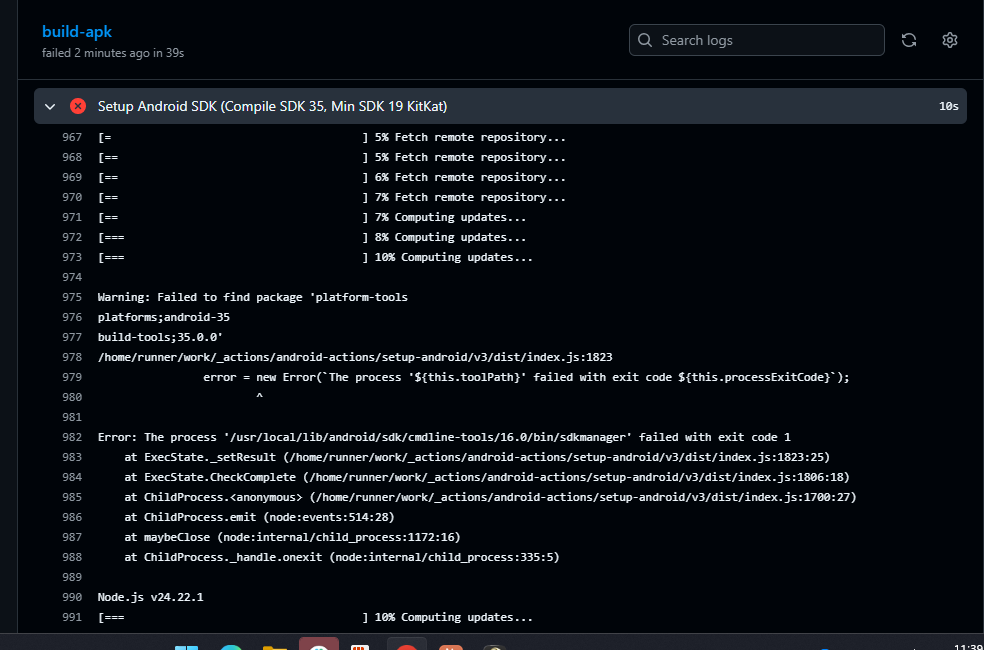 build-apk
failed 2 minutes ago in 39s
Search logs
Setup Android SDK (Compile SDK 35, Min SDK 19 KitKat) 10s
967 [= ] 5% Fetch remote repository...
968 [== ] 5% Fetch remote repository...
969 [== ] 6% Fetch remote repository...
970 [== ] 7% Fetch remote repository...
971 [== ] 7% Computing updates...
972 [=== ] 8% Computing updates...
973 [=== ] 10% Computing updates...
974
975 Warning: Failed to find package 'platform-tools
976 platforms;android-35
977 build-tools;35.0.0'
978 /home/runner/work/_actions/android-actions/setup-android/v3/dist/index.js:1823
979 error = new Error(`The process '${this.toolPath}' failed with exit code ${this.processExitCode}`);
980 ^
981
982 Error: The process '/usr/local/lib/android/sdk/cmdline-tools/16.0/bin/sdkmanager' failed with exit code 1
983 at ExecState._setResult (/home/runner/work/_actions/android-actions/setup-android/v3/dist/index.js:1823:25)
984 at ExecState.CheckComplete (/home/runner/work/_actions/android-actions/setup-android/v3/dist/index.js:1806:18)
985 at ChildProcess.<anonymous> (/home/runner/work/_actions/android-actions/setup-android/v3/dist/index.js:1700:27)
986 at ChildProcess.emit (node:events:514:28)
987 at maybeClose (node:internal/child_process:1172:16)
988 at ChildProcess._handle.onexit (node:internal/child_process:335:5)
989
990 Node.js v24.22.1
991 [=== ] 10% Computing updates...
11:39